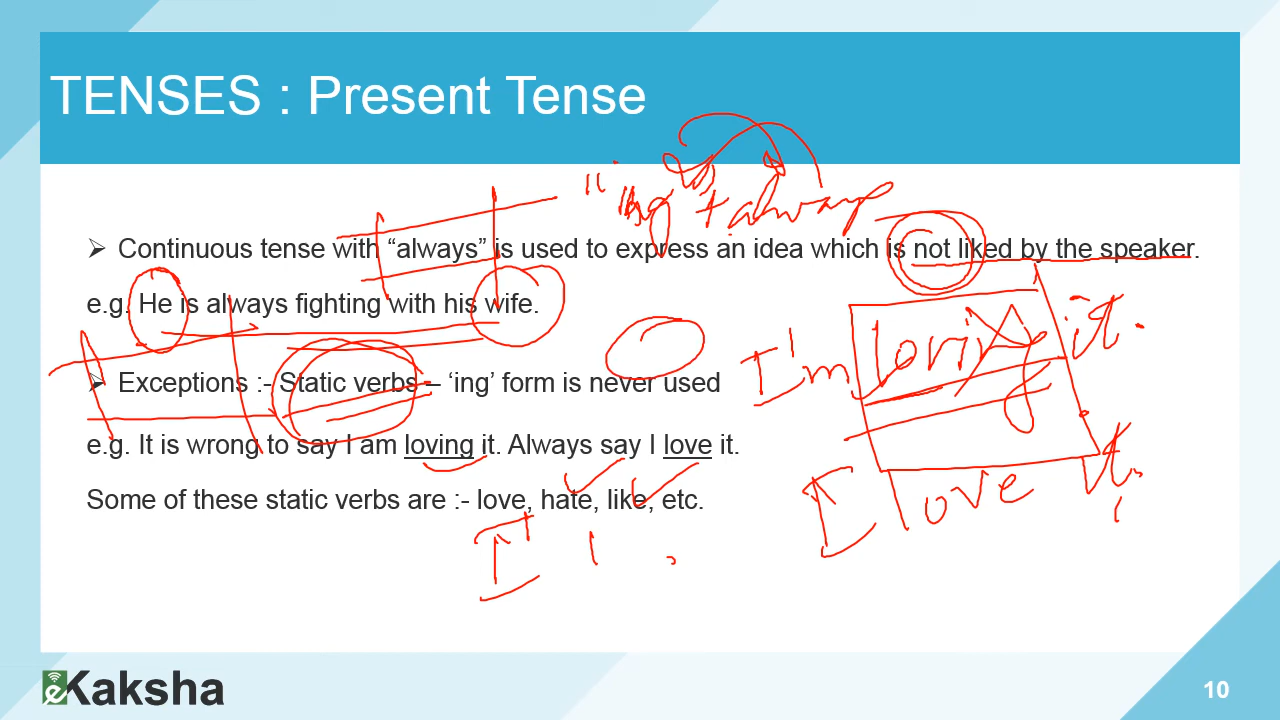 TENSES : Present Tense
"ing" + always
➢ Continuous tense with “always” is used to express an idea which is not liked by the speaker.
e.g. He is always fighting with his wife.
I'm loving it.
➢ Exceptions :- Static verbs – ‘ing’ form is never used
e.g. It is wrong to say I am loving it. Always say I love it.
I love it.
Some of these static verbs are :- love, hate, like, etc.
I
eKaksha
10